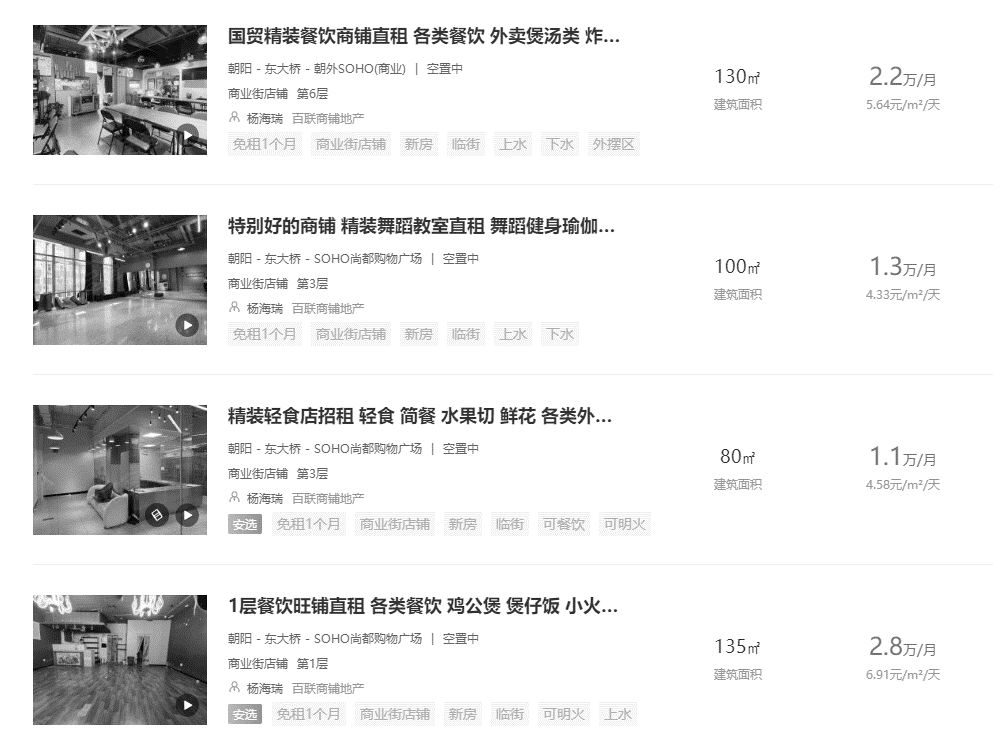 国贸精装餐饮商铺直租 各类餐饮 外卖煲汤类 炸...
朝阳 - 东大桥 - 朝外SOHO(商业) | 空置中
商业街店铺 第6层
杨海瑞 百联商铺地产
免租1个月 商业街店铺 新房 临街 上水 下水 外摆区
130㎡
建筑面积
2.2万/月
5.64元/m²/天
特别好的商铺 精装舞蹈教室直租 舞蹈健身瑜伽...
朝阳 - 东大桥 - SOHO尚都购物广场 | 空置中
商业街店铺 第3层
杨海瑞 百联商铺地产
免租1个月 商业街店铺 新房 临街 上水 下水
100㎡
建筑面积
1.3万/月
4.33元/m²/天
精装轻食店招租 轻食 简餐 水果切 鲜花 各类外...
朝阳 - 东大桥 - SOHO尚都购物广场 | 空置中
商业街店铺 第3层
杨海瑞 百联商铺地产
安选 免租1个月 商业街店铺 新房 临街 可餐饮 可明火
80㎡
建筑面积
1.1万/月
4.58元/m²/天
1层餐饮旺铺直租 各类餐饮 鸡公煲 煲仔饭 小火...
朝阳 - 东大桥 - SOHO尚都购物广场 | 空置中
商业街店铺 第1层
杨海瑞 百联商铺地产
安选 免租1个月 商业街店铺 新房 临街 可明火 上水
135㎡
建筑面积
2.8万/月
6.91元/m²/天